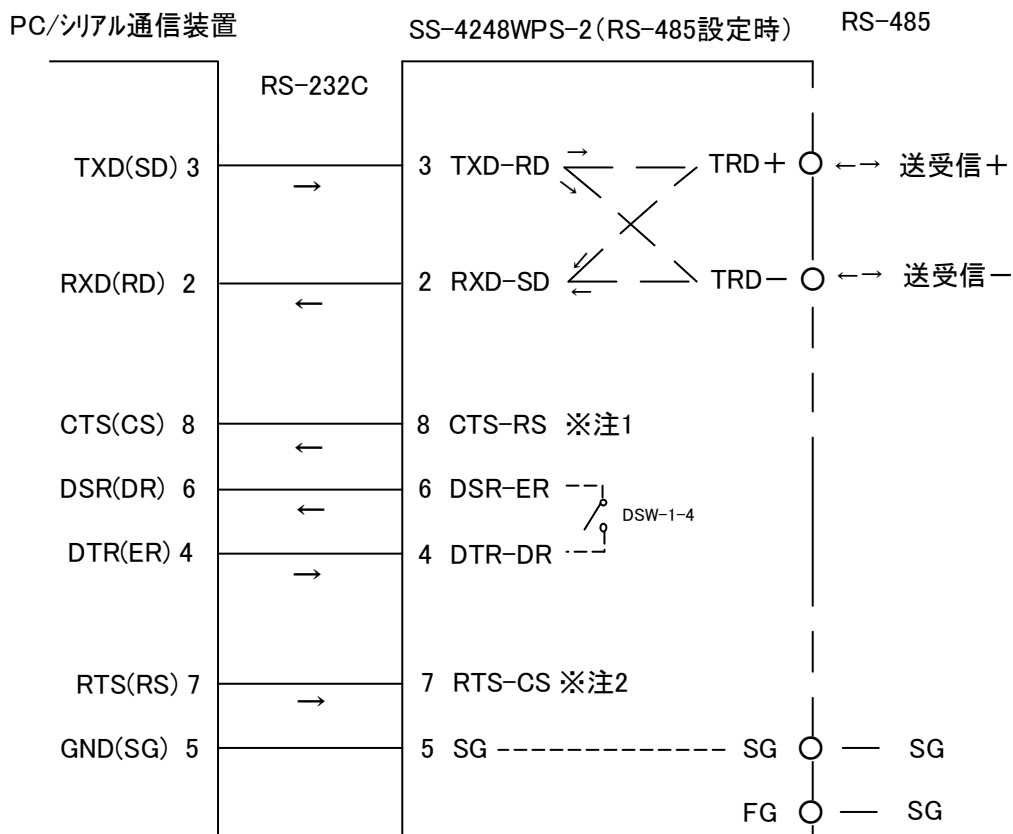 PC/シリアル通信装置 SS-4248WPS-2(RS-485設定時) RS-485
RS-232C
TXD(SD) 3 → 3 TXD-RD → TRD+ ←→ 送受信+
RXD(RD) 2 ← 2 RXD-SD ← TRD- ←→ 送受信-
CTS(CS) 8 ← 8 CTS-RS ※注1
DSR(DR) 6 ← 6 DSR-ER
DSW-1-4
DTR(ER) 4 → 4 DTR-DR
RTS(RS) 7 → 7 RTS-CS ※注2
GND(SG) 5 5 SG SG SG
FG SG